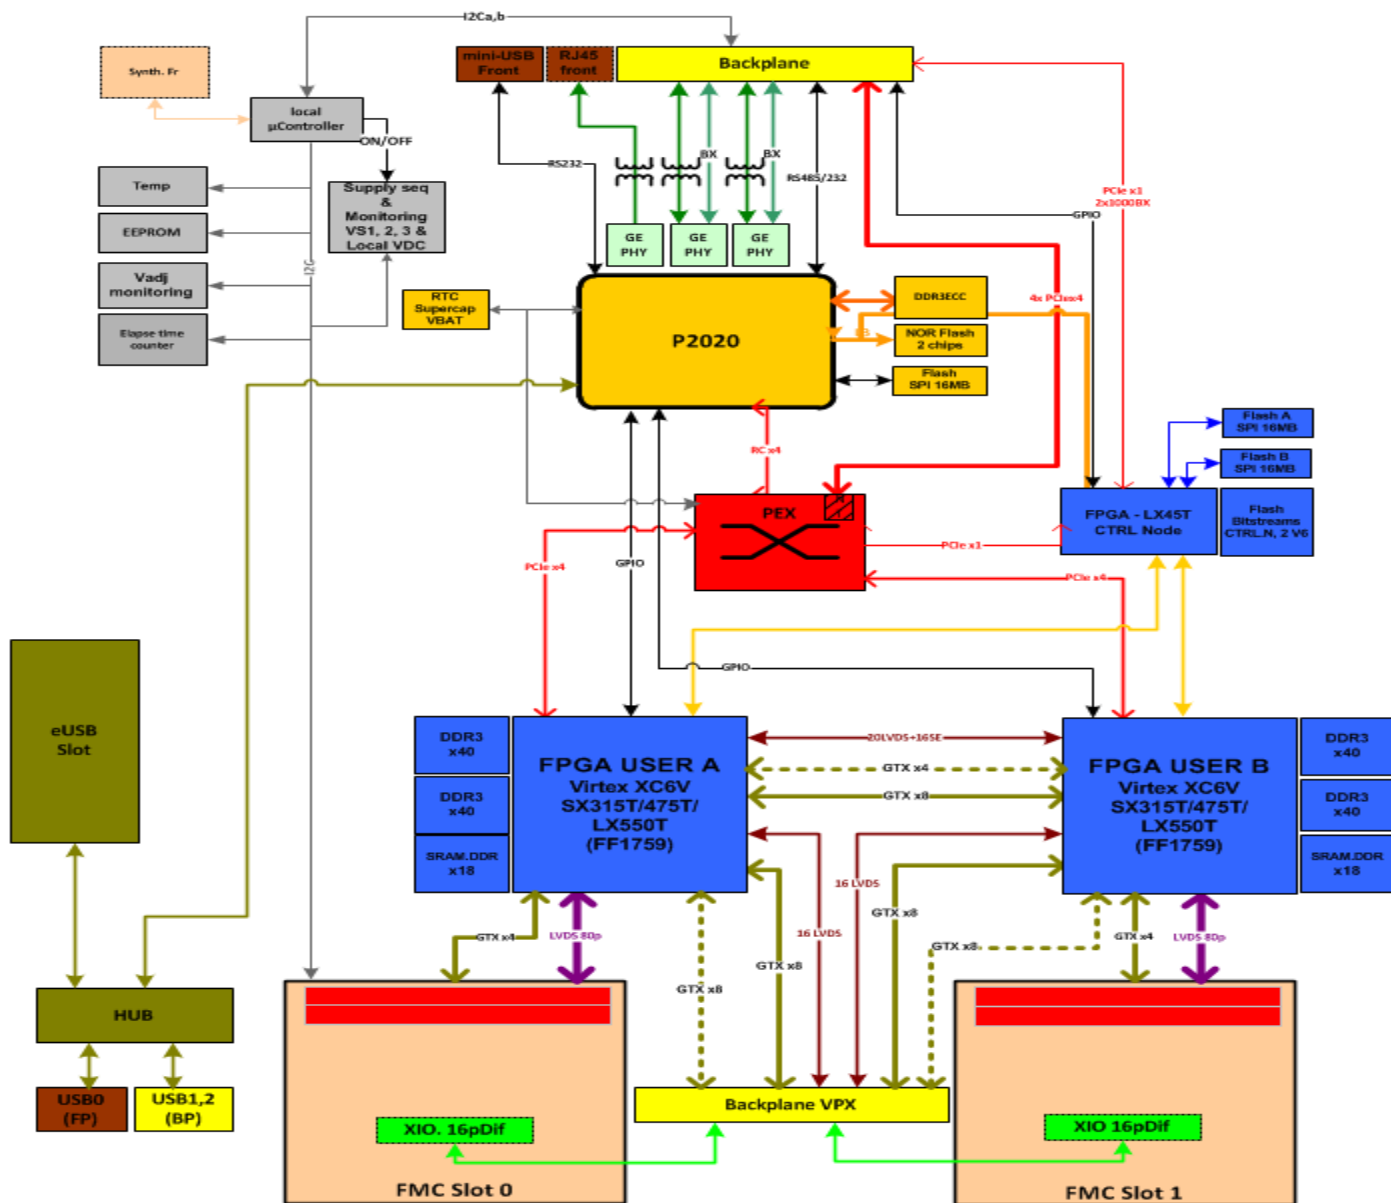 I2Ca,b
Synth. Fr
mini-USB
Front
RJ45
front
Backplane
local
µController
ON/OFF
RS232
BX
BX
RS485/232
PCIe x1
2x1000BX
GPIO
Temp
Supply seq
&
Monitoring
VS1, 2, 3 &
Local VDC
EEPROM
GE
PHY
GE
PHY
GE
PHY
I2C
Vadj
monitoring
Elapse time
counter
RTC
Supercap
VBAT
P2020
DDR3ECC
4x PCIex4
NOR Flash
2 chips
Flash
SPI 16MB
Flash A
SPI 16MB
RC x4
Flash B
SPI 16MB
PEX
FPGA - LX45T
CTRL Node
Flash
Bitstreams
CTRL.N, 2 V6
PCIe x1
PCIe x4
GPIO
PCIe x4
GPIO
eUSB
Slot
DDR3
x40
DDR3
x40
SRAM.DDR
x18
FPGA USER A
Virtex XC6V
SX315T/475T/
LX550T
(FF1759)
20LVDS+16SE
GTX x4
GTX x8
FPGA USER B
Virtex XC6V
SX315T/475T/
LX550T
(FF1759)
DDR3
x40
DDR3
x40
SRAM.DDR
x18
16 LVDS
GTX x8
GTX x4
LVDS 80p
16 LVDS
GTX x8
GTX x4
LVDS 80p
GTX x8
GTX x8
HUB
USB0
(FP)
USB1,2
(BP)
Backplane VPX
XIO. 16pDif
XIO 16pDif
FMC Slot 0
FMC Slot 1